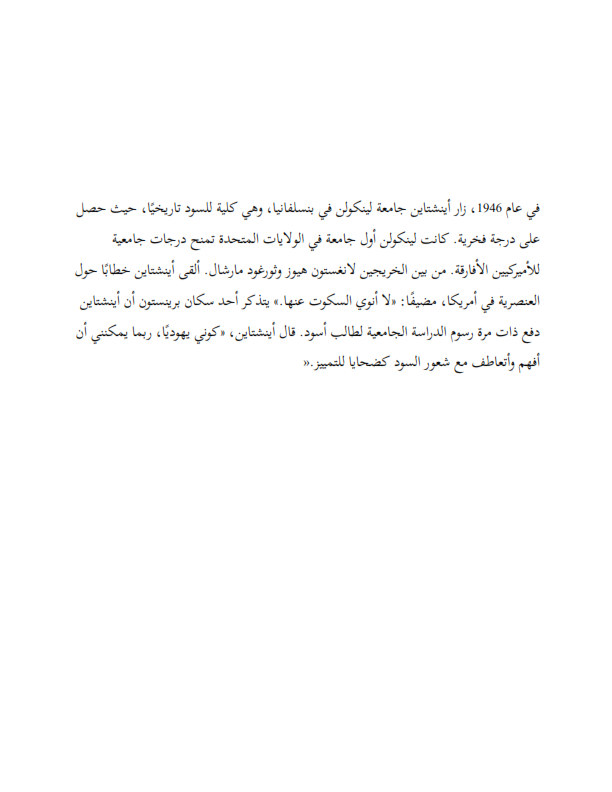 في عام 1946، زار أينشتاين جامعة لينكولن في بنسلفانيا، وهي كلية للسود تاريخيًا، حيث حصل
على درجة فخرية. كانت لينكولن أول جامعة في الولايات المتحدة تمنح درجات جامعية
للأميركيين الأفارقة. من بين الخريجين لانغستون هيوز وثورغود مارشال. ألقى أينشتاين خطابًا حول
العنصرية في أمريكا، مضيفًا: «لا أنوي السكوت عنها.» يتذكر أحد سكان برينستون أن أينشتاين
دفع ذات مرة رسوم الدراسة الجامعية لطالب أسود. قال أينشتاين، «كوني يهوديًا، ربما يمكنني أن
أفهم وأتعاطف مع شعور السود كضحايا للتمييز.»